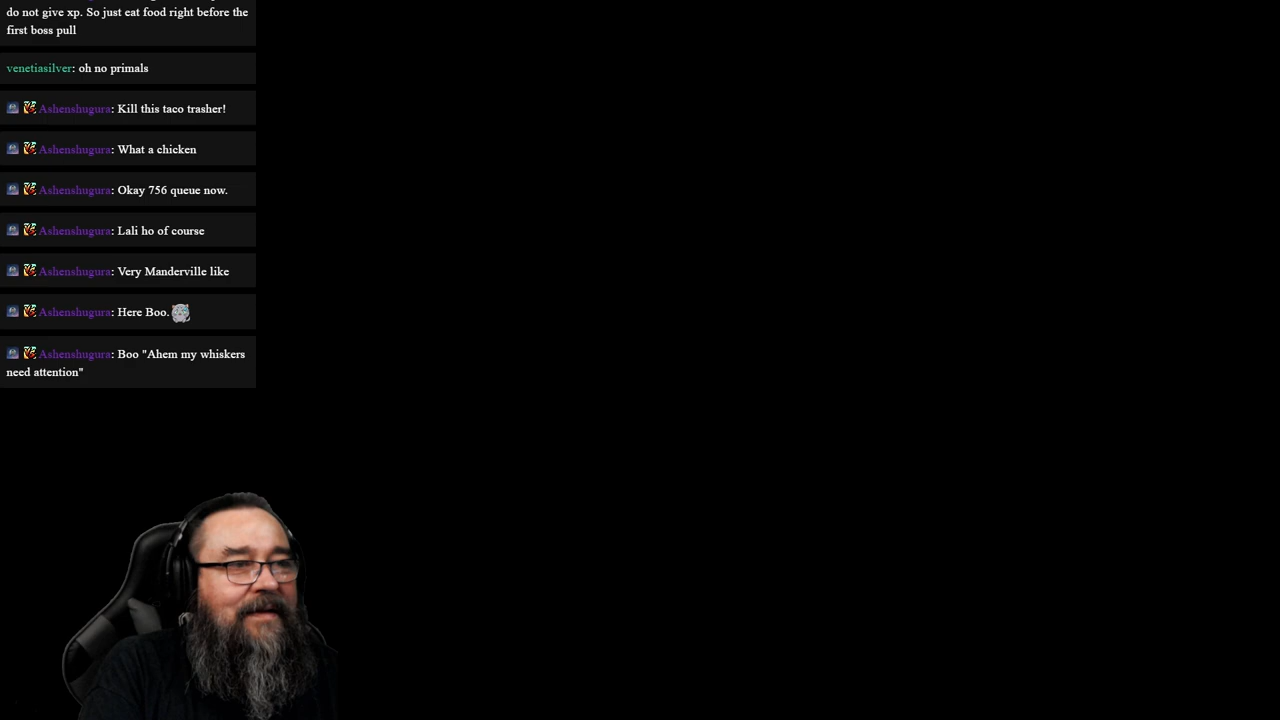 do not give xp. So just eat food right before the
first boss pull
venetiasilver: oh no primals
Ashenshugura: Kill this taco trasher!
Ashenshugura: What a chicken
Ashenshugura: Okay 756 queue now.
Ashenshugura: Lali ho of course
Ashenshugura: Very Manderville like
Ashenshugura: Here Boo.
Ashenshugura: Boo "Ahem my whiskers
need attention"